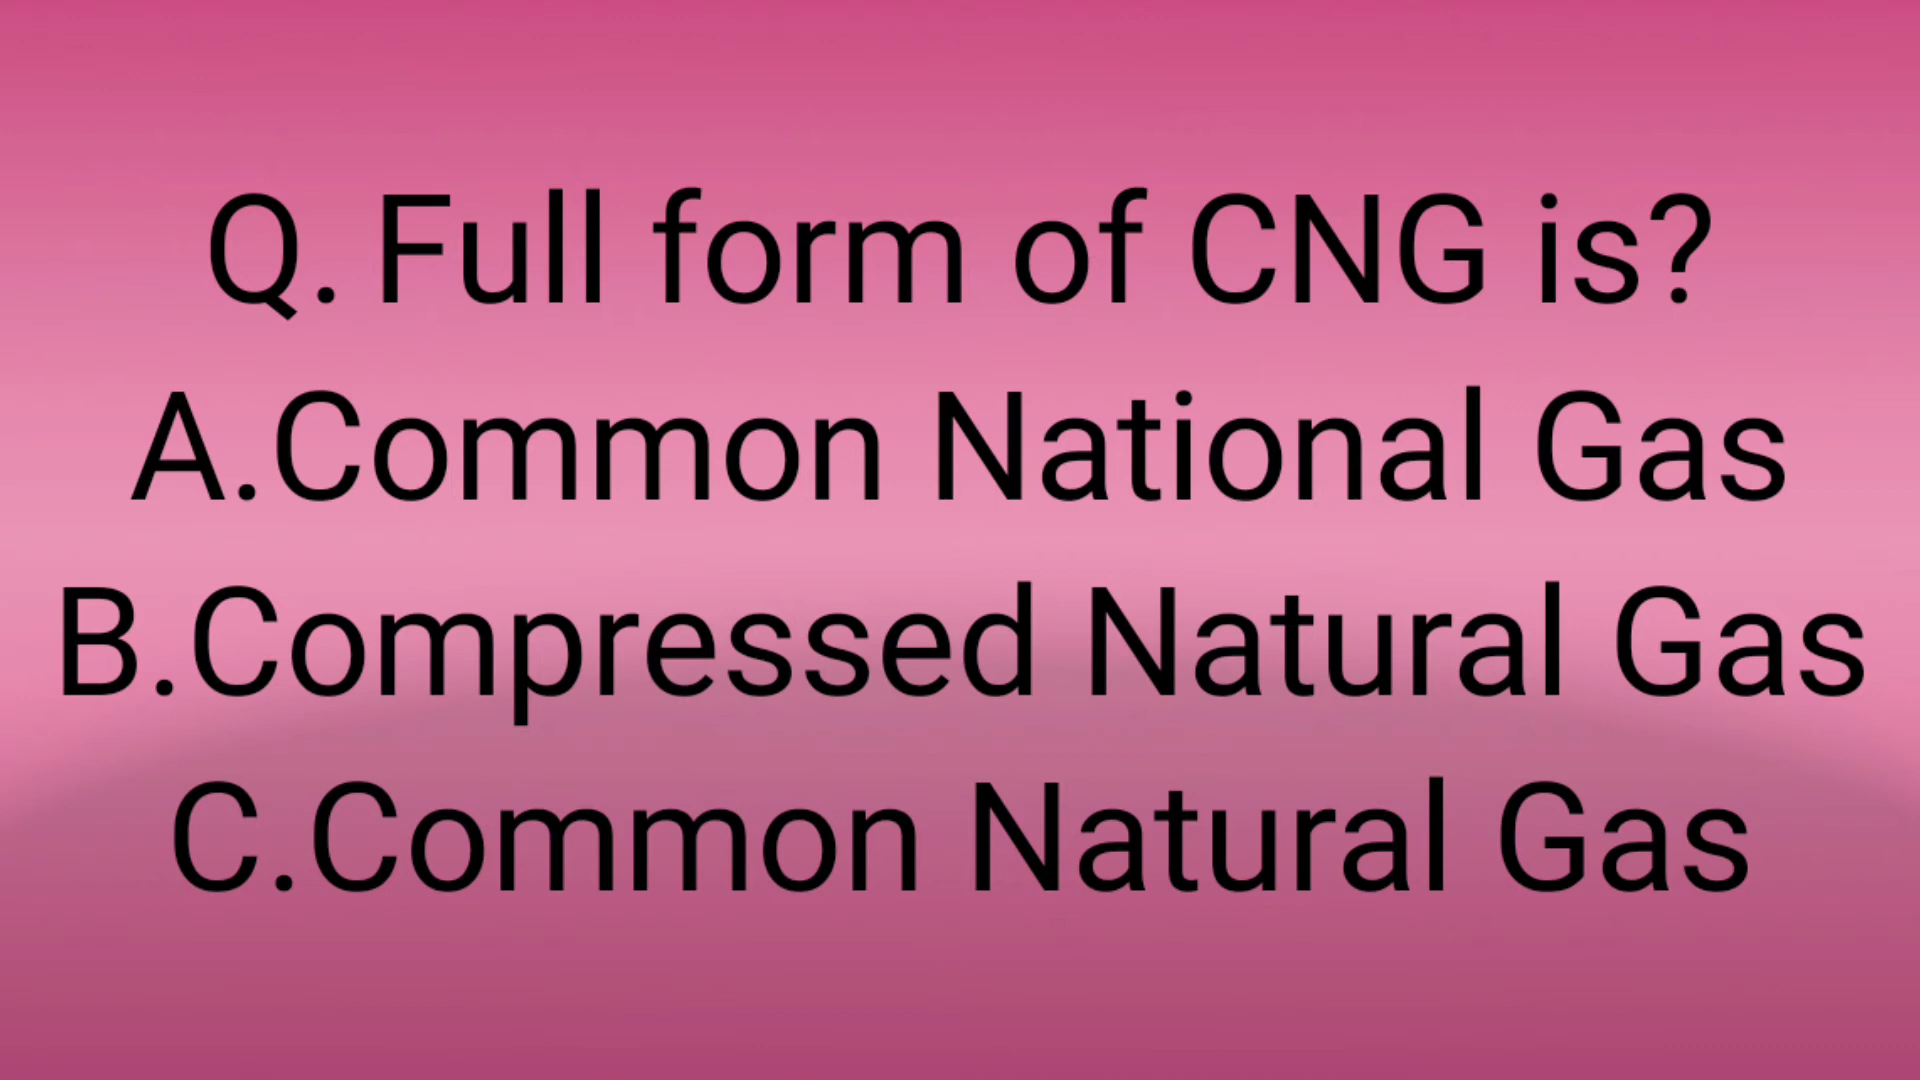 Q. Full form of CNG is?
A.Common National Gas
B.Compressed Natural Gas
C.Common Natural Gas